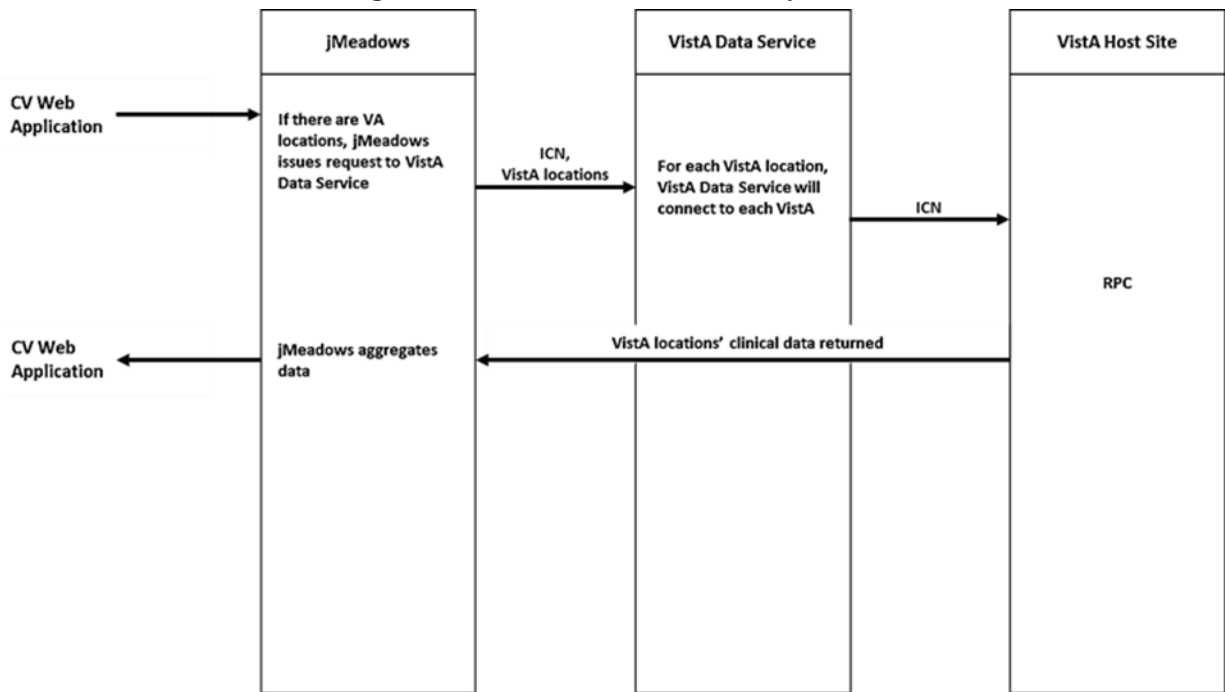 jMeadows
VistA Data Service
VistA Host Site
CV Web
Application
If there are VA
locations, jMeadows
issues request to VistA
Data Service
ICN,
VistA locations
For each VistA location,
VistA Data Service will
connect to each VistA
ICN
RPC
CV Web
Application
jMeadows aggregates
data
VistA locations' clinical data returned